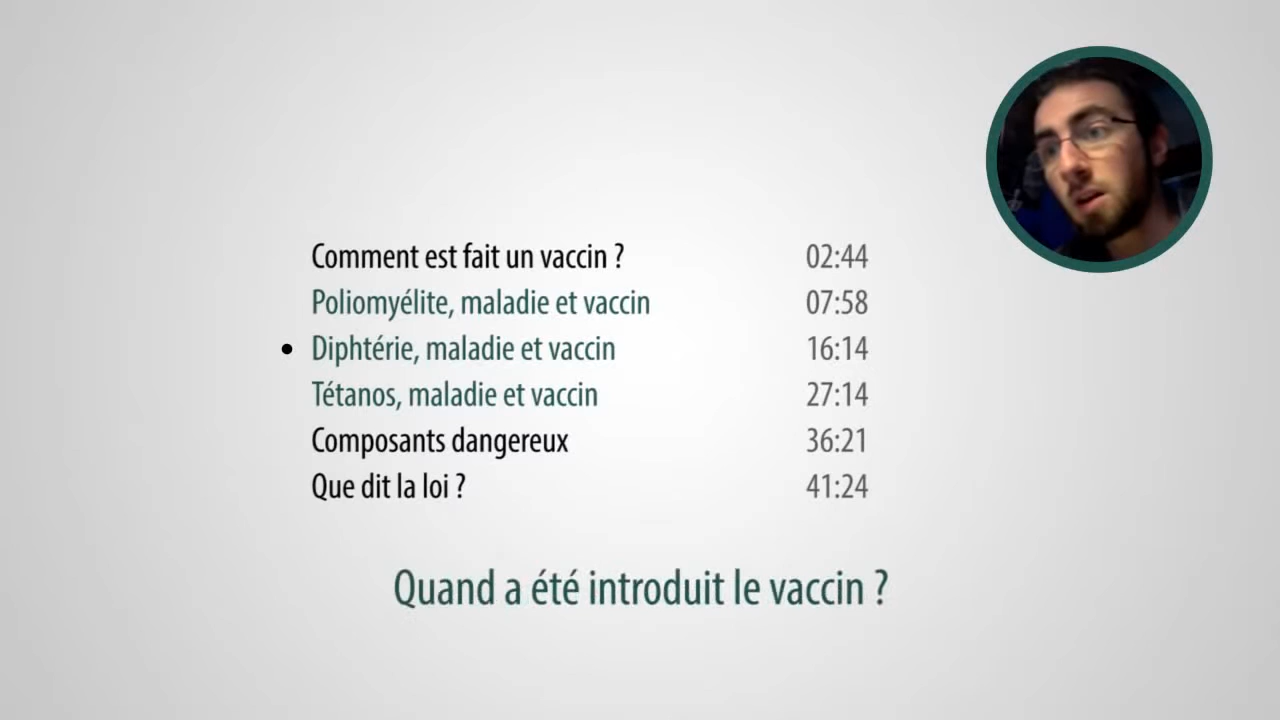 Comment est fait un vaccin ? 02:44
Poliomyélite, maladie et vaccin 07:58
• Diphtérie, maladie et vaccin 16:14
Tétanos, maladie et vaccin 27:14
Composants dangereux 36:21
Que dit la loi ? 41:24
Quand a été introduit le vaccin ?